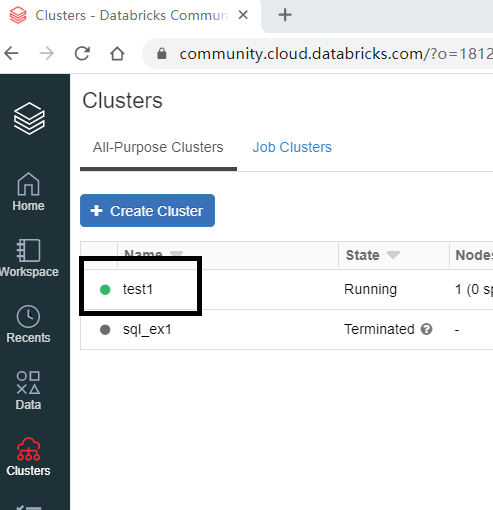 Clusters - Databricks Commun
community.cloud.databricks.com/?o=1812
Clusters
All-Purpose Clusters Job Clusters
+ Create Cluster
Name State Nodes
test1 Running 1 (0 sp
sql_ex1 Terminated ? -
Home
Workspace
Recents
Data
Clusters